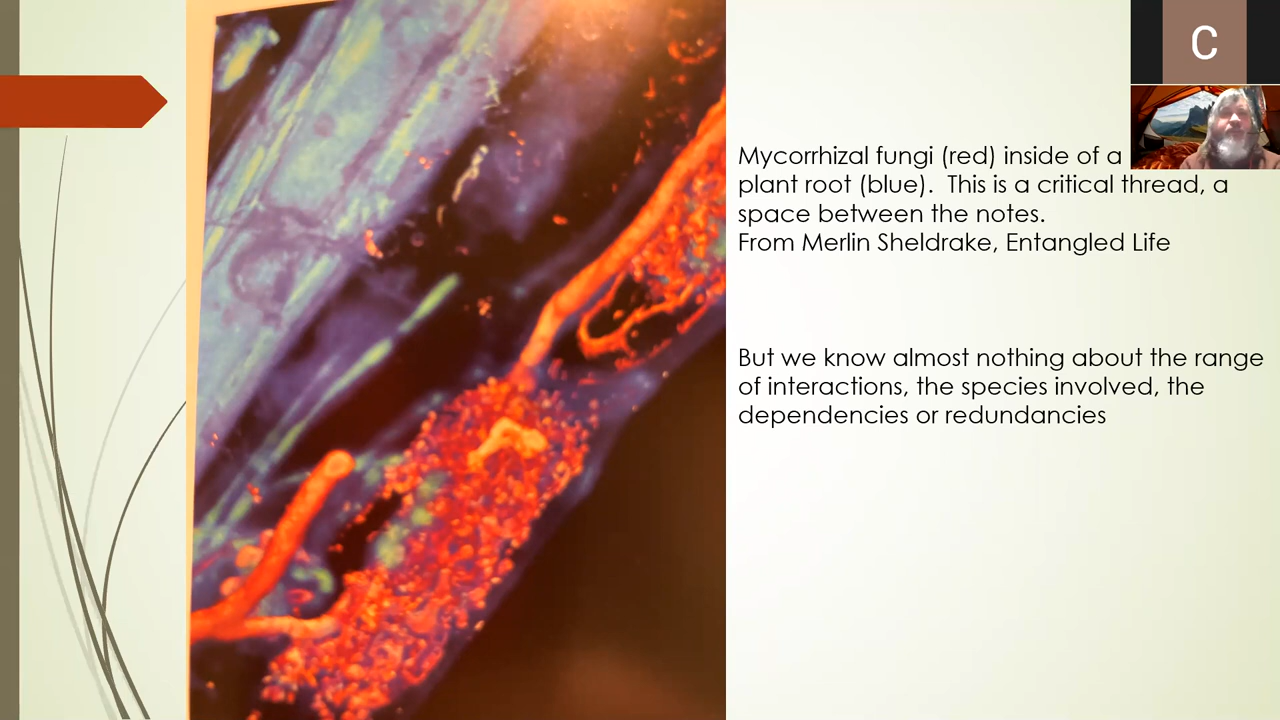 C
Mycorrhizal fungi (red) inside of a
plant root (blue).  This is a critical thread, a
space between the notes.
From Merlin Sheldrake, Entangled Life
But we know almost nothing about the range
of interactions, the species involved, the
dependencies or redundancies